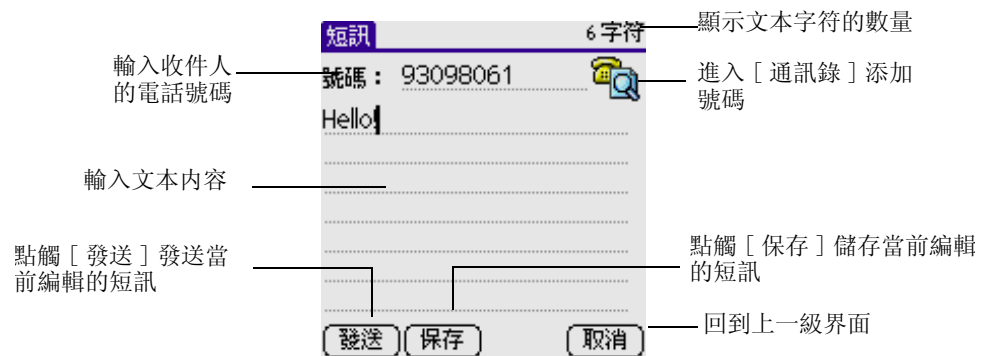 短訊
6 字符
顯示文本字符的數量
輸入收件人
的電話號碼
號碼： 93098061
進入［通訊錄］添加
號碼
Hello!
輸入文本內容
點觸［發送］發送當
前編輯的短訊
點觸［保存］儲存當前編輯
的短訊
發送
保存
取消
回到上一級界面